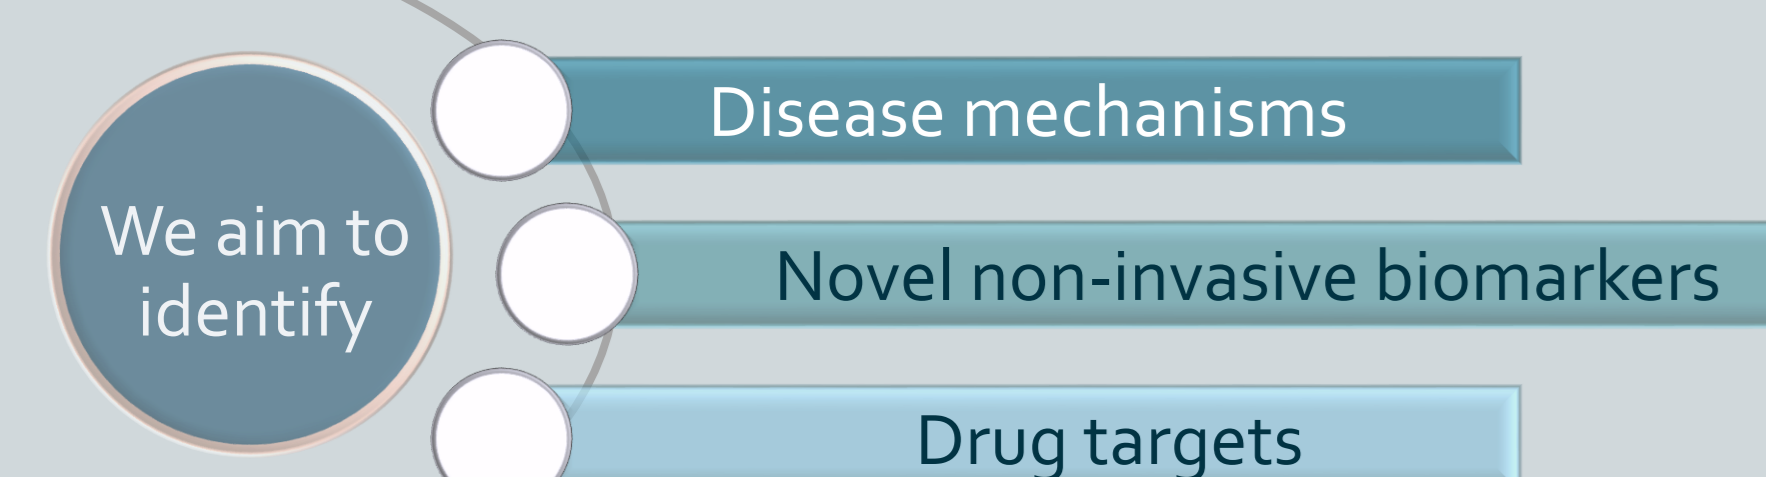 We aim to
identify
Disease mechanisms
Novel non-invasive biomarkers
Drug targets